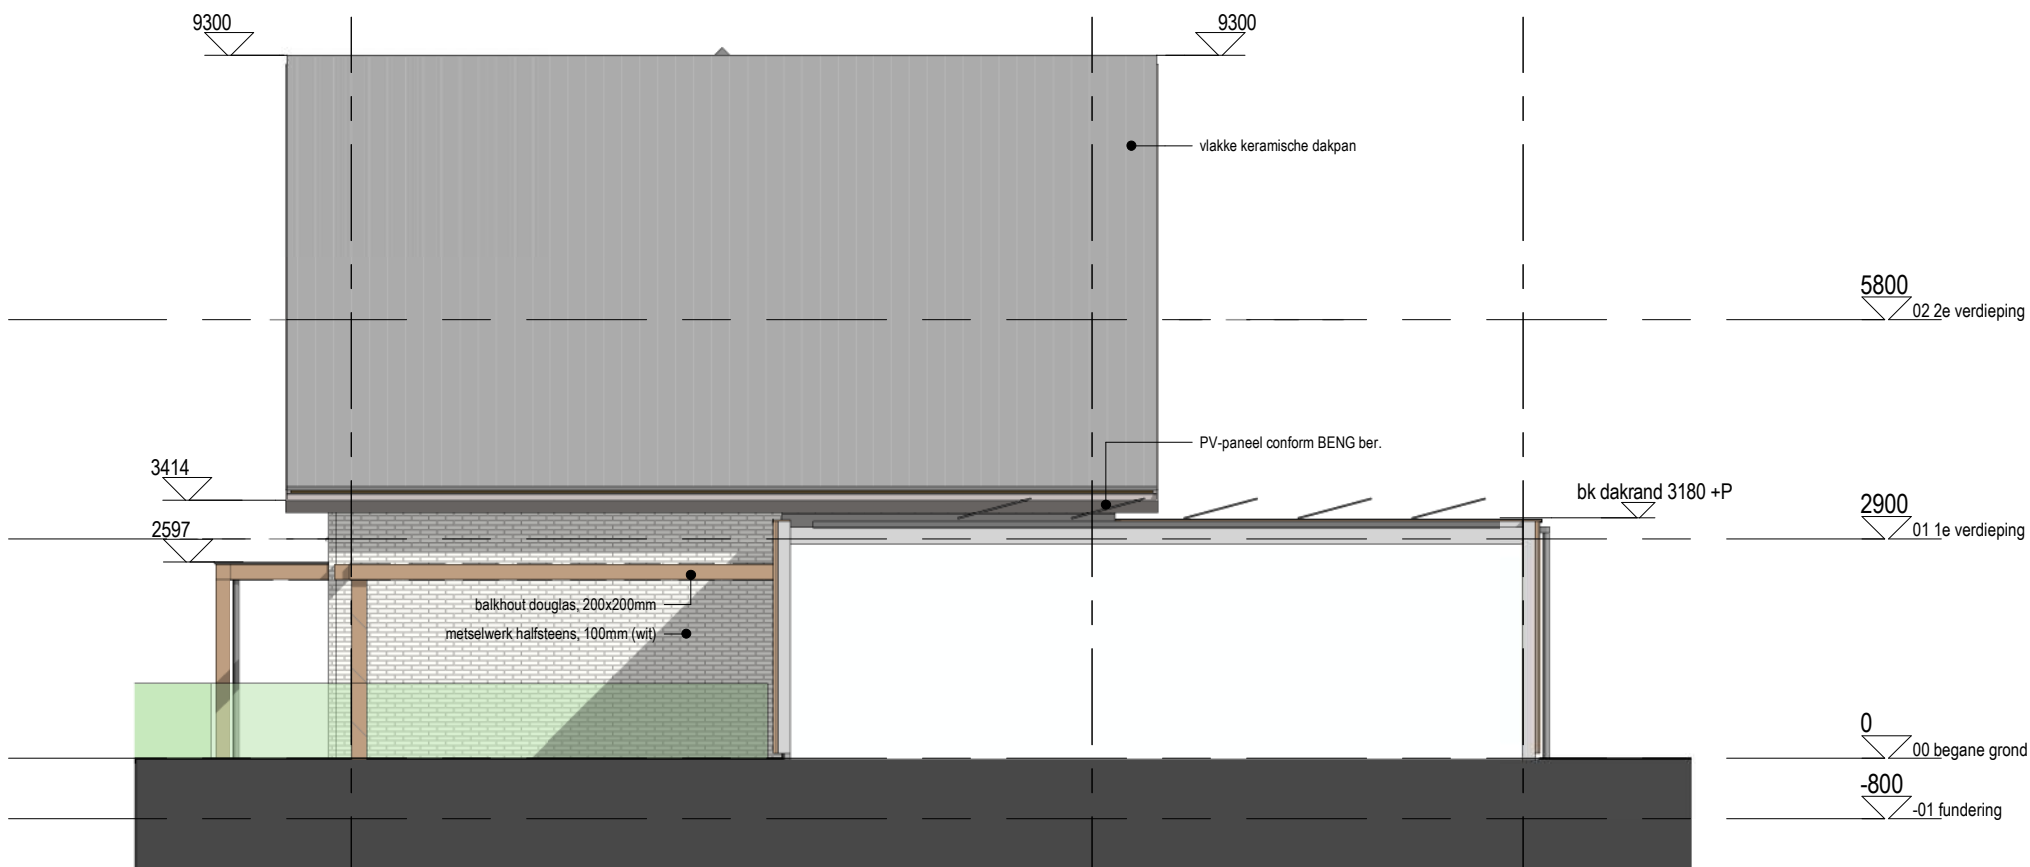 9300
9300
vlakke keramische dakpan
5800
02 2e verdieping
PV-paneel conform BENG ber.
3414
bk dakrand 3180 +P
2900
01 1e verdieping
2597
balkhout douglas, 200x200mm
metselwerk halfsteens, 100mm (wit)
0
00 begane grond
-800
-01 fundering